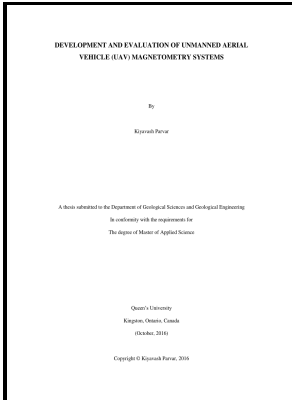 DEVELOPMENT AND EVALUATION OF UNMANNED AERIAL
VEHICLE (UAV) MAGNETOMETRY SYSTEMS
By
Kiyavash Parvar
A thesis submitted to the Department of Geological Sciences and Geological Engineering
In conformity with the requirements for
The degree of Master of Applied Science
Queen's University
Kingston, Ontario, Canada
(October, 2016)
Copyright © Kiyavash Parvar, 2016